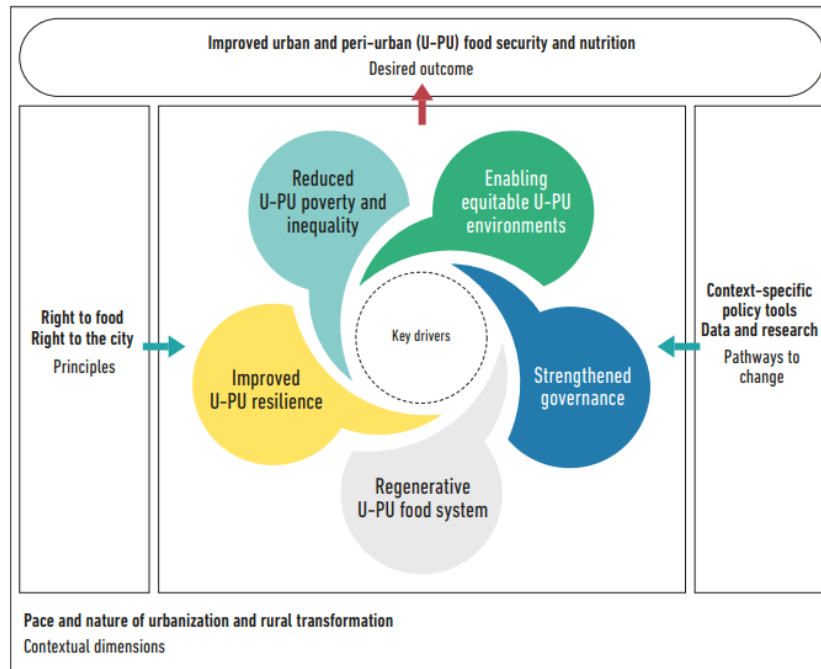 Improved urban and peri-urban (U-PU) food security and nutrition
Desired outcome
Reduced
U-PU poverty and
inequality
Enabling
equitable U-PU
environments
Right to food
Right to the city
Principles
Key drivers
Context-specific
policy tools
Data and research
Pathways to
change
Improved
U-PU resilience
Strengthened
governance
Regenerative
U-PU food system
Pace and nature of urbanization and rural transformation
Contextual dimensions